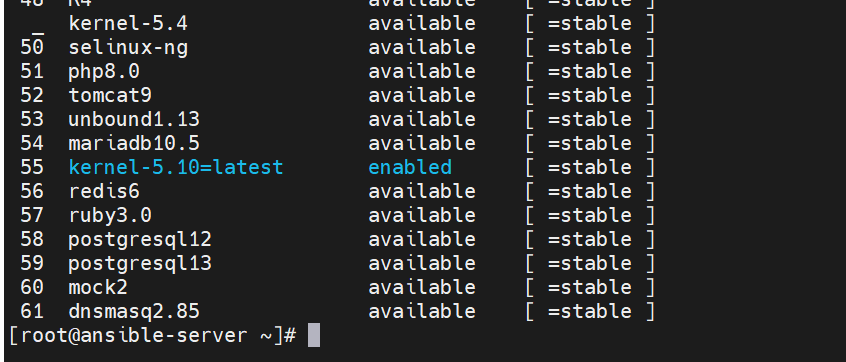 48 R4 available [ =stable ]
_ kernel-5.4 available [ =stable ]
50 selinux-ng available [ =stable ]
51 php8.0 available [ =stable ]
52 tomcat9 available [ =stable ]
53 unbound1.13 available [ =stable ]
54 mariadb10.5 available [ =stable ]
55 kernel-5.10=latest enabled [ =stable ]
56 redis6 available [ =stable ]
57 ruby3.0 available [ =stable ]
58 postgresql12 available [ =stable ]
59 postgresql13 available [ =stable ]
60 mock2 available [ =stable ]
61 dnsmasq2.85 available [ =stable ]
[root@ansible-server ~]#